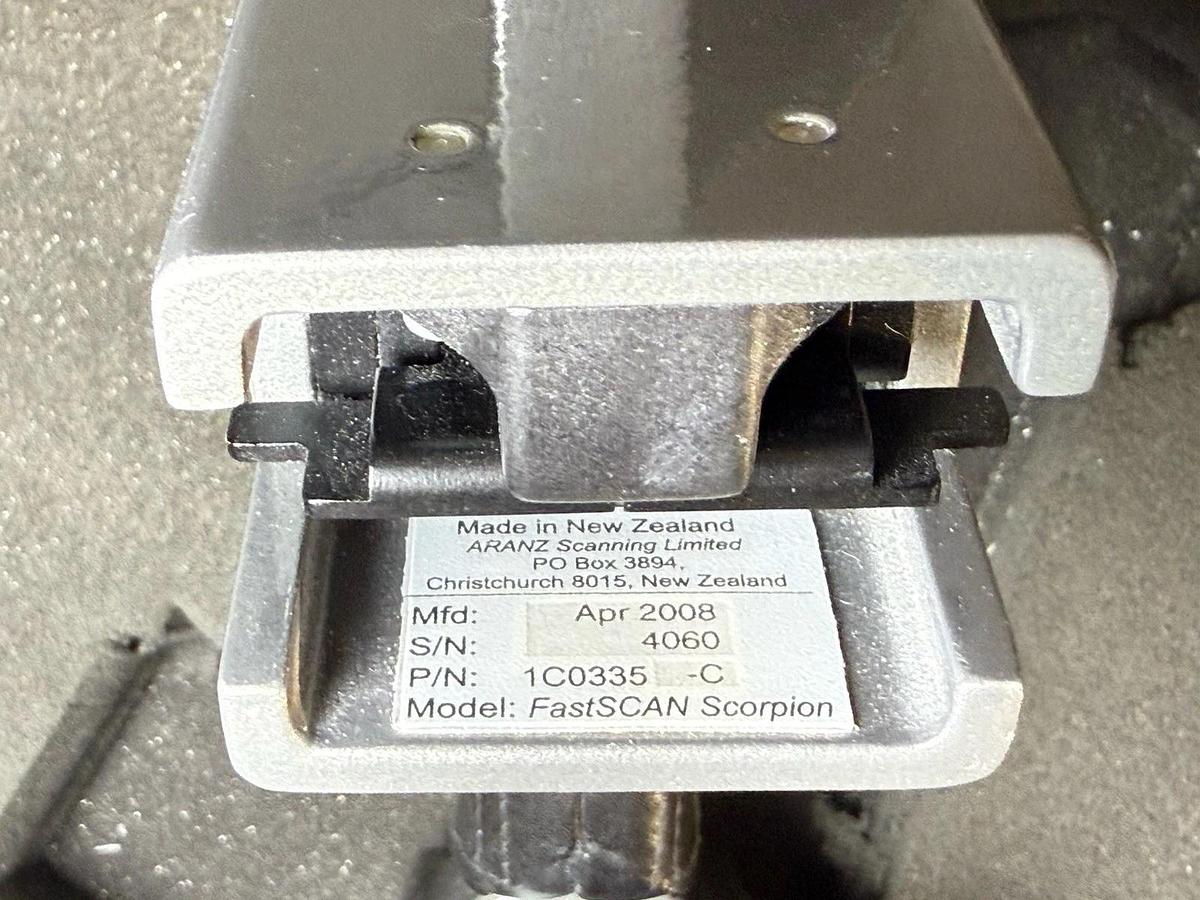 Made in New Zealand
ARANZ Scanning Limited
PO Box 3894,
Christchurch 8015, New Zealand
Mfd: Apr 2008
S/N: 4060
P/N: 1C0335 -C
Model: FastSCAN Scorpion